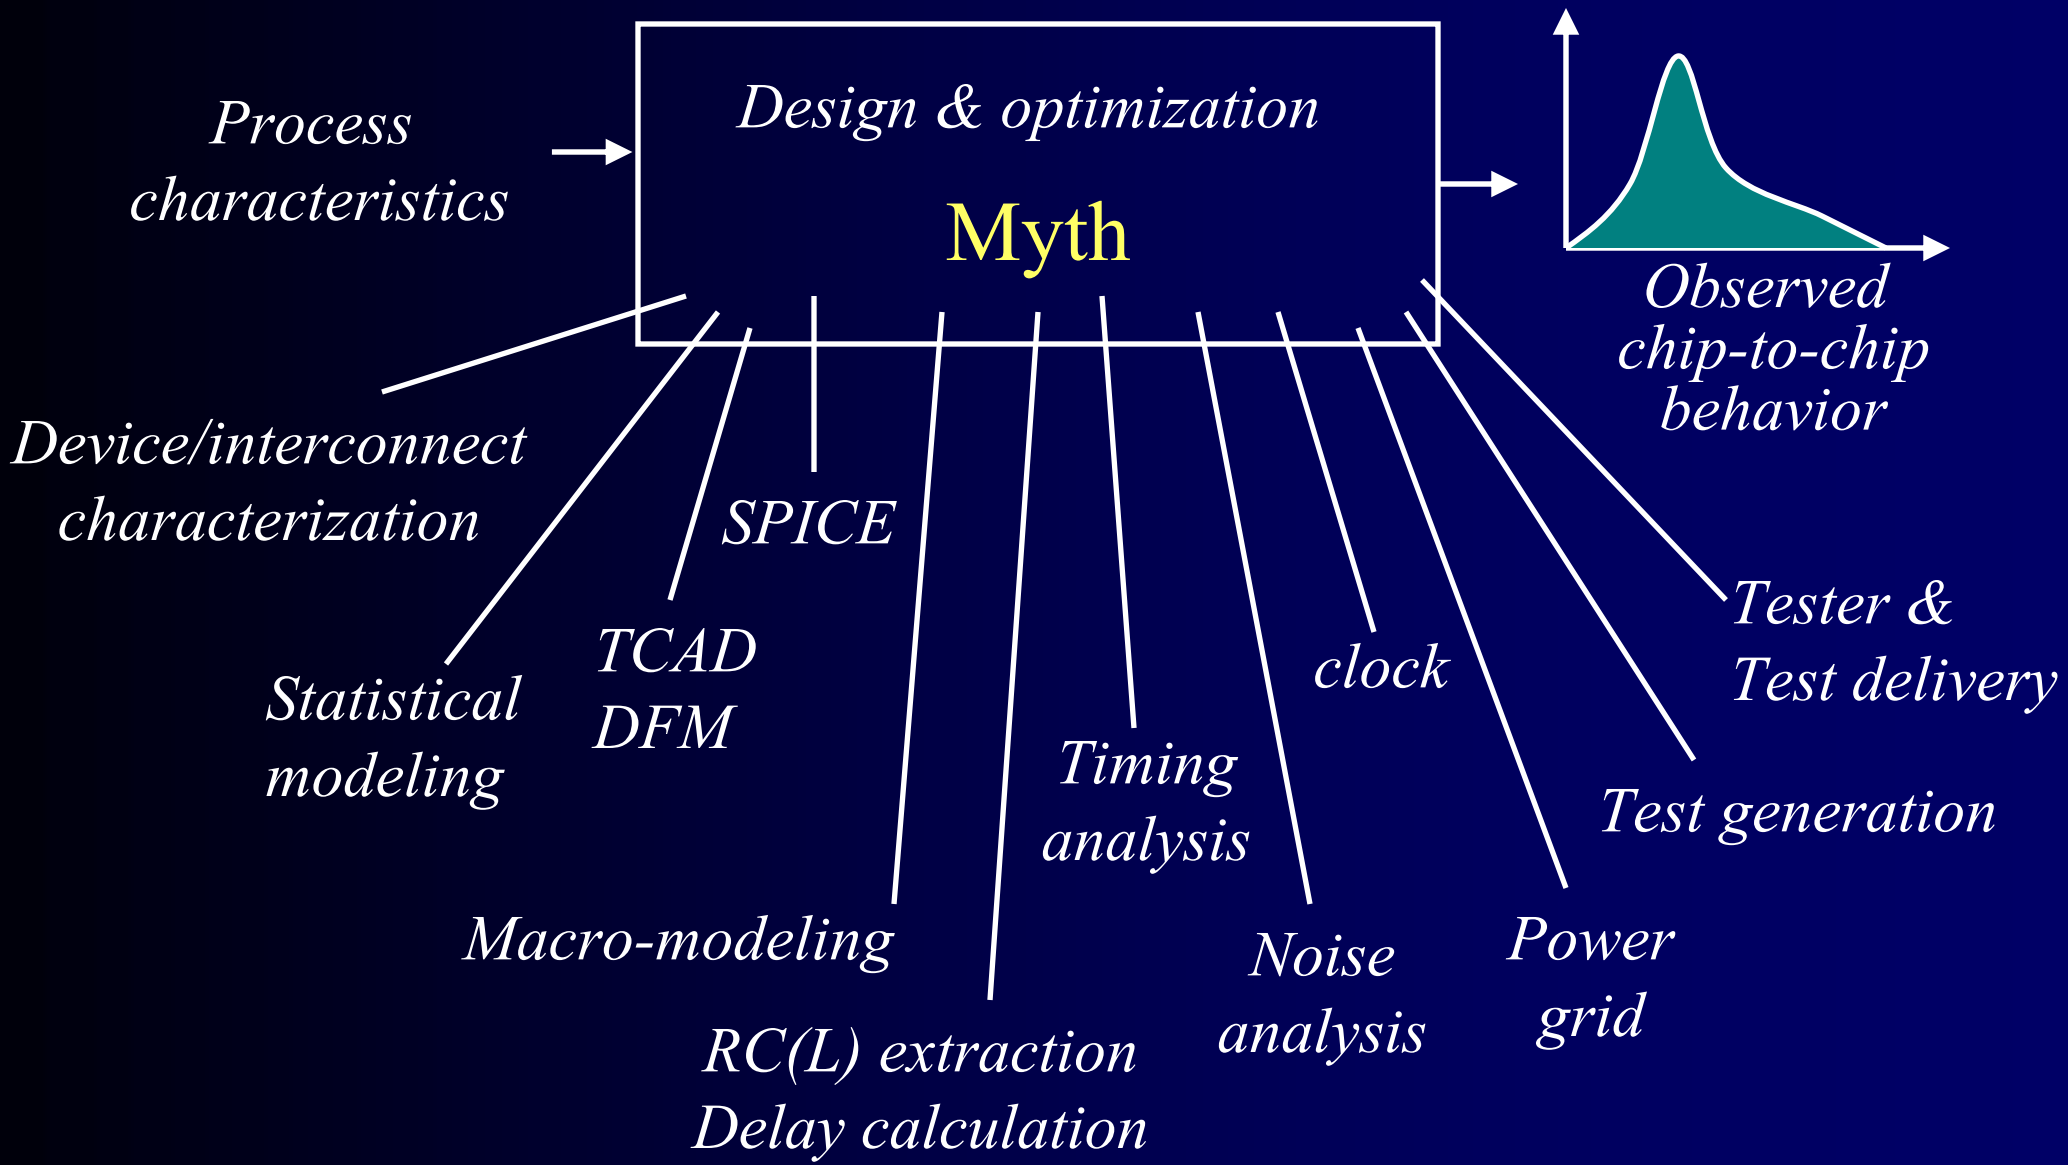 Process
characteristics
Design & optimization
Myth
Observed
chip-to-chip
behavior
Device/interconnect
characterization
Statistical
modeling
TCAD
DFM
SPICE
Macro-modeling
RC(L) extraction
Delay calculation
Timing
analysis
Noise
analysis
clock
Power
grid
Test generation
Tester &
Test delivery